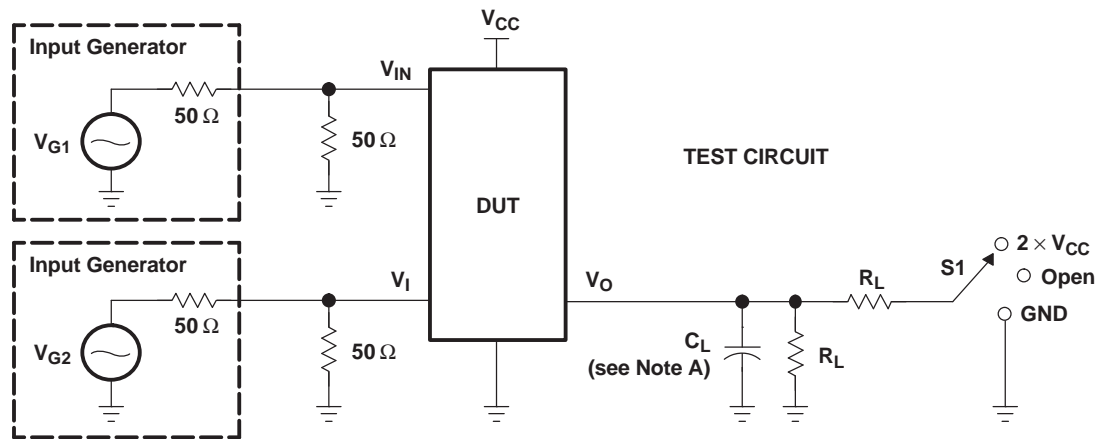 V_CC
Input Generator
V_IN
50 Ω
V_G1
50 Ω
TEST CIRCUIT
DUT
Input Generator
2 × V_CC
S1
Open
V_I
V_O
R_L
GND
50 Ω
V_G2
50 Ω
C_L
(see Note A)
R_L